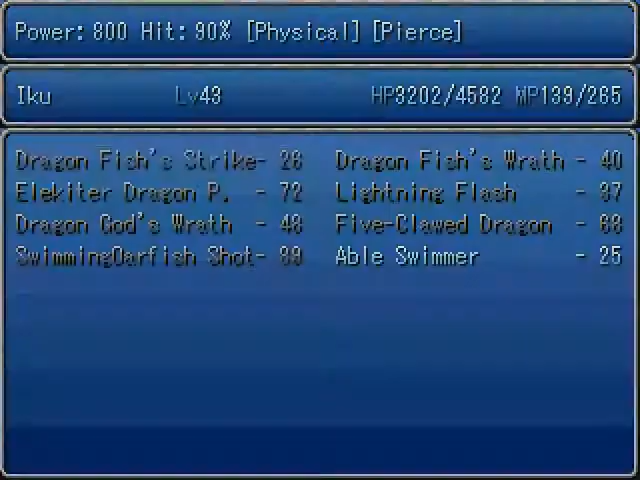 Power: 800 Hit: 90% [Physical] [Pierce]
Iku Lv43 HP3202/4582 MP139/265
Dragon Fish's Strike- 26 Dragon Fish's Wrath - 40
Elekiter Dragon P. - 72 Lightning Flash - 37
Dragon God's Wrath - 48 Five-Clawed Dragon - 68
SwimmingOarfish Shot- 89 Able Swimmer - 25